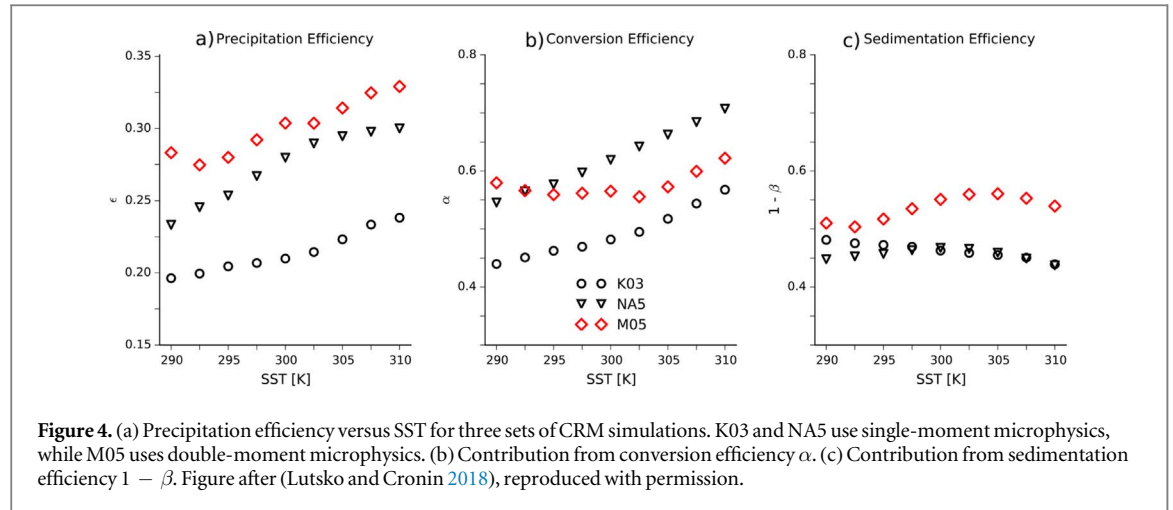 a) Precipitation Efficiency
b) Conversion Efficiency
c) Sedimentation Efficiency
0.35
0.30
0.25
0.20
0.15
ϵ
290 295 300 305 310
SST [K]
0.8
0.6
0.4
α
K03
NA5
M05
290 295 300 305 310
SST [K]
0.8
0.6
0.4
1 - β
290 295 300 305 310
SST [K]
Figure 4. (a) Precipitation efficiency versus SST for three sets of CRM simulations. K03 and NA5 use single-moment microphysics,
while M05 uses double-moment microphysics. (b) Contribution from conversion efficiency α. (c) Contribution from sedimentation
efficiency 1 − β. Figure after (Lutsko and Cronin 2018), reproduced with permission.